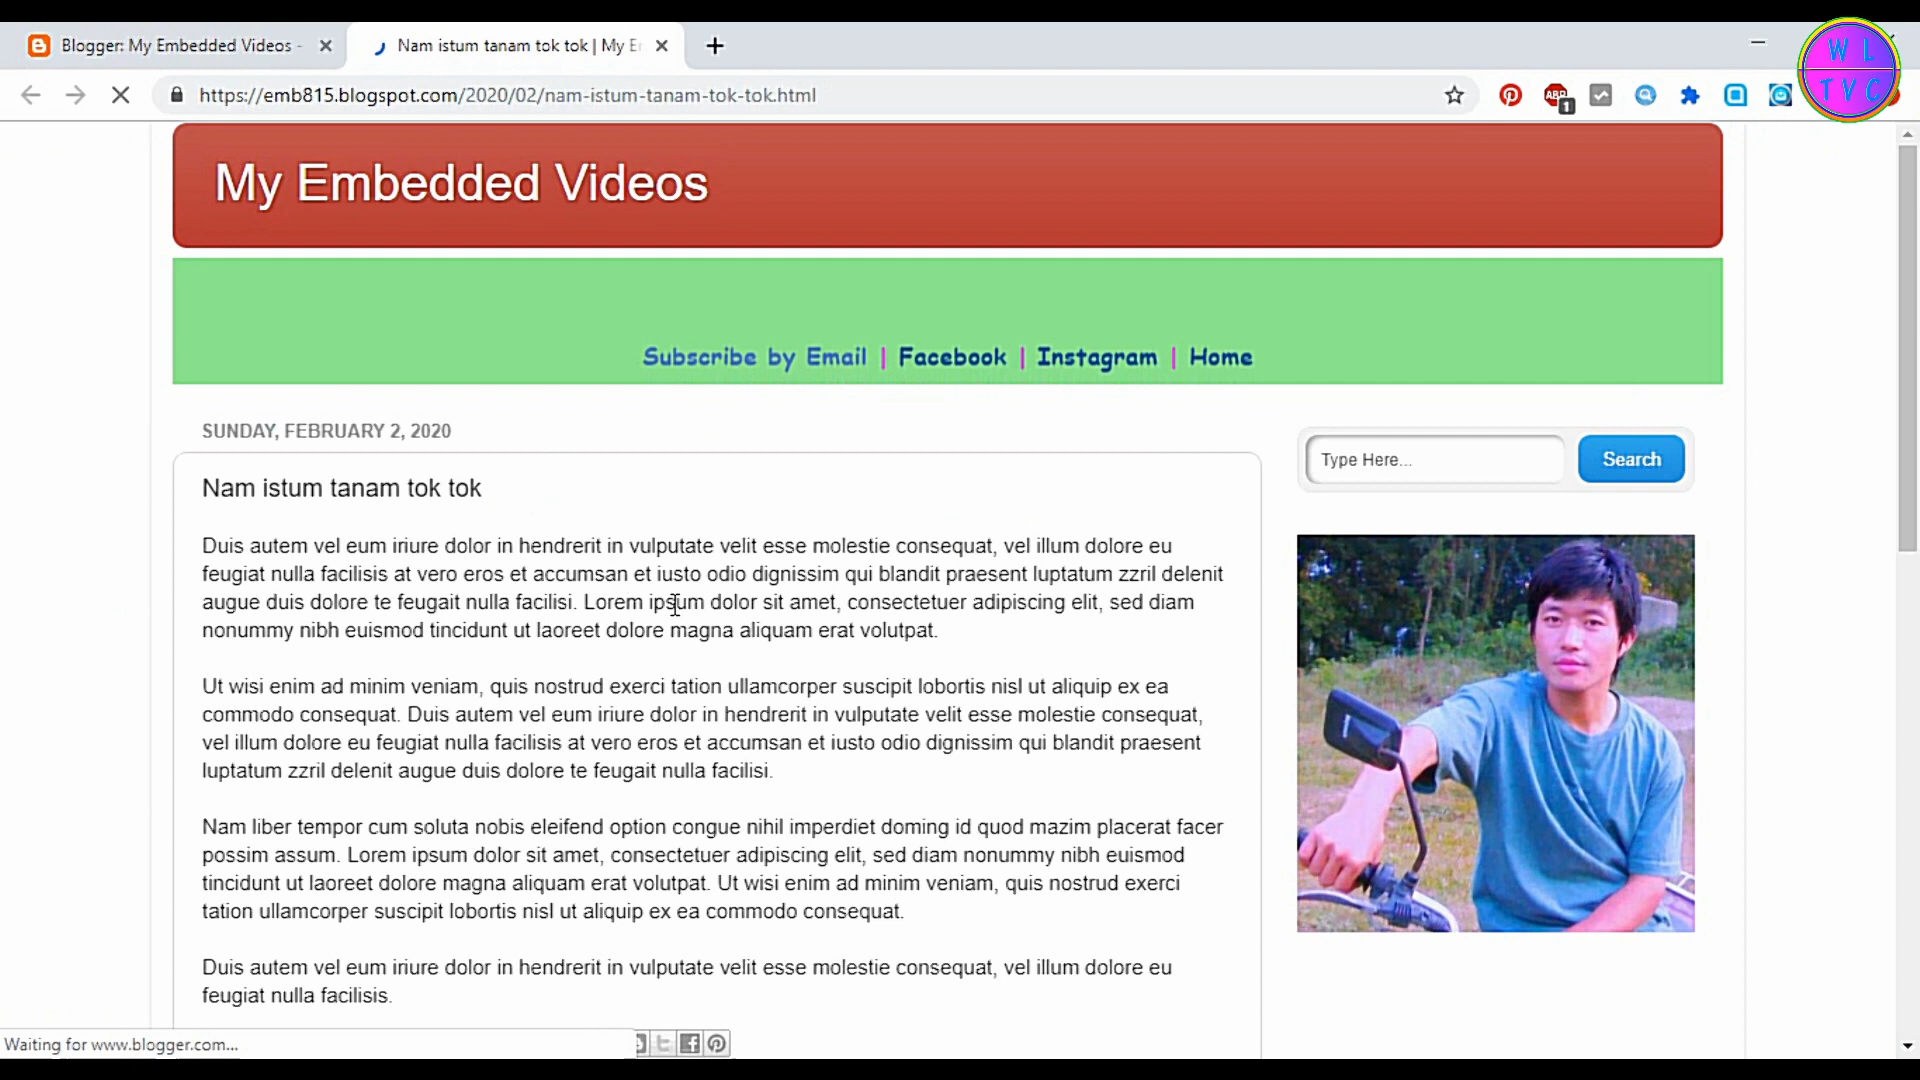 Blogger: My Embedded Videos -
Nam istum tanam tok tok | My E
W L
T V C
https://emb815.blogspot.com/2020/02/nam-istum-tanam-tok-tok.html
ABP
1
My Embedded Videos
Subscribe by Email | Facebook | Instagram | Home
SUNDAY, FEBRUARY 2, 2020
Type Here...
Search
Nam istum tanam tok tok
Duis autem vel eum iriure dolor in hendrerit in vulputate velit esse molestie consequat, vel illum dolore eu
feugiat nulla facilisis at vero eros et accumsan et iusto odio dignissim qui blandit praesent luptatum zzril delenit
augue duis dolore te feugait nulla facilisi. Lorem ipsum dolor sit amet, consectetuer adipiscing elit, sed diam
nonummy nibh euismod tincidunt ut laoreet dolore magna aliquam erat volutpat.
Ut wisi enim ad minim veniam, quis nostrud exerci tation ullamcorper suscipit lobortis nisl ut aliquip ex ea
commodo consequat. Duis autem vel eum iriure dolor in hendrerit in vulputate velit esse molestie consequat,
vel illum dolore eu feugiat nulla facilisis at vero eros et accumsan et iusto odio dignissim qui blandit praesent
luptatum zzril delenit augue duis dolore te feugait nulla facilisi.
Nam liber tempor cum soluta nobis eleifend option congue nihil imperdiet doming id quod mazim placerat facer
possim assum. Lorem ipsum dolor sit amet, consectetuer adipiscing elit, sed diam nonummy nibh euismod
tincidunt ut laoreet dolore magna aliquam erat volutpat. Ut wisi enim ad minim veniam, quis nostrud exerci
tation ullamcorper suscipit lobortis nisl ut aliquip ex ea commodo consequat.
Duis autem vel eum iriure dolor in hendrerit in vulputate velit esse molestie consequat, vel illum dolore eu
feugiat nulla facilisis.
Waiting for www.blogger.com...